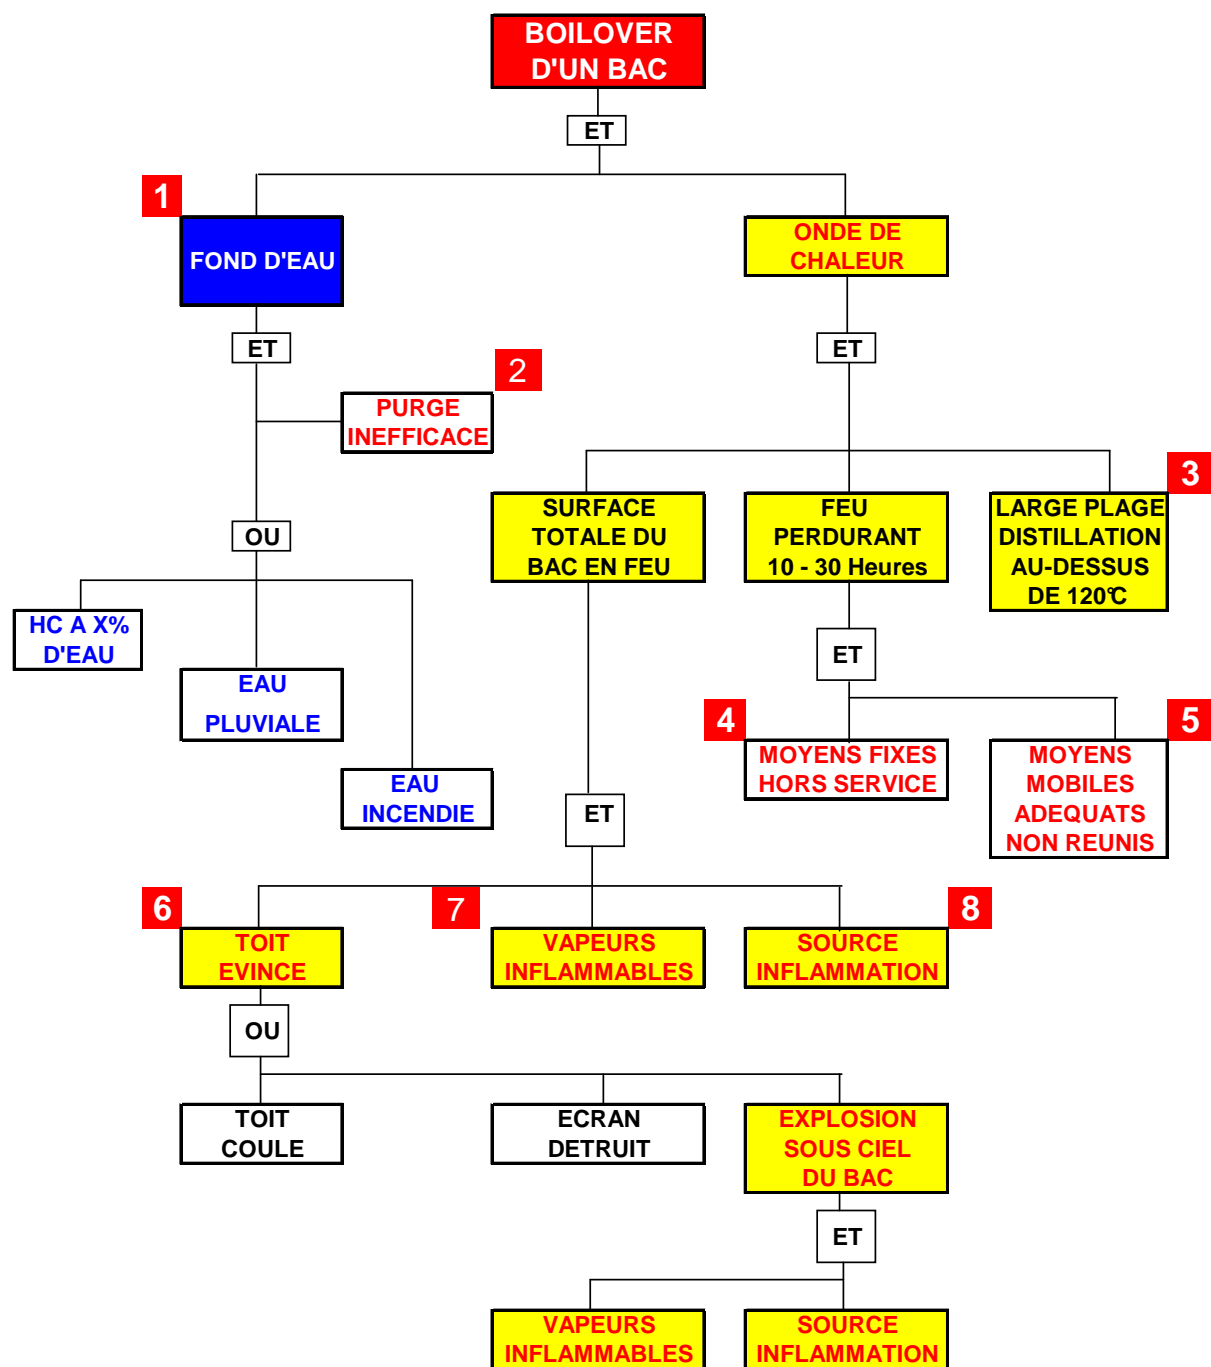 BOILOVER
D'UN BAC
ET
1
FOND D'EAU
ONDE DE
CHALEUR
ET
ET
2
PURGE
INEFFICACE
3
SURFACE
TOTALE DU
BAC EN FEU
FEU
PERDURANT
10 - 30 Heures
LARGE PLAGE
DISTILLATION
AU-DESSUS
DE 120°C
OU
HC A X%
D'EAU
EAU
PLUVIALE
EAU
INCENDIE
ET
4
MOYENS FIXES
HORS SERVICE
5
MOYENS
MOBILES
ADEQUATS
NON REUNIS
ET
6
TOIT
EVINCE
7
VAPEURS
INFLAMMABLES
8
SOURCE
INFLAMMATION
OU
TOIT
COULE
ECRAN
DETRUIT
EXPLOSION
SOUS CIEL
DU BAC
ET
VAPEURS
INFLAMMABLES
SOURCE
INFLAMMATION